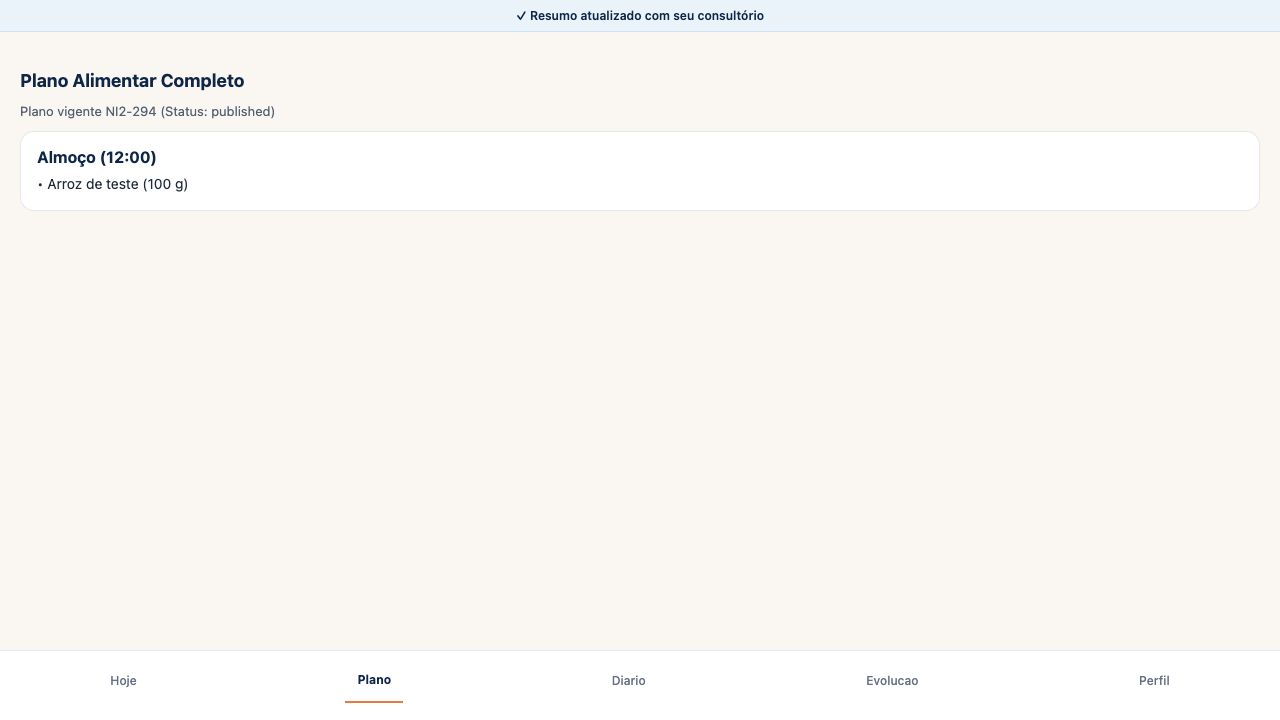 ✓ Resumo atualizado com seu consultório
Plano Alimentar Completo
Plano vigente NI2-294 (Status: published)
Almoço (12:00)
• Arroz de teste (100 g)
Hoje
Plano
Diario
Evolucao
Perfil